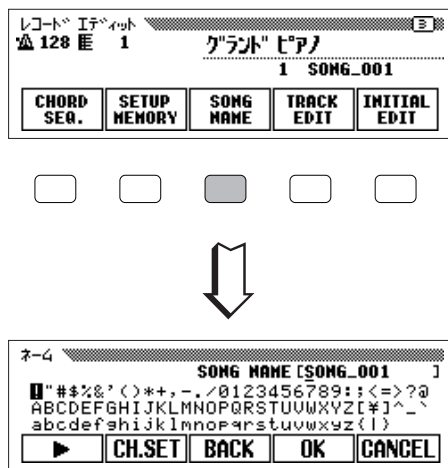 レコード エディット 3
128 1 グランド ピアノ
1 SONG_001
CHORD SEQ. SETUP MEMORY SONG NAME TRACK EDIT INITIAL EDIT
ネーム
SONG NAME [SONG_001 ]
!"#$%&'()*+,-./0123456789:;<=>?@
ABCDEFGHIJKLMNOPQRSTUVWXYZ[¥]^_`
abcdefghijklmnopqrstuvwxyz{|}
▶ CH.SET BACK OK CANCEL